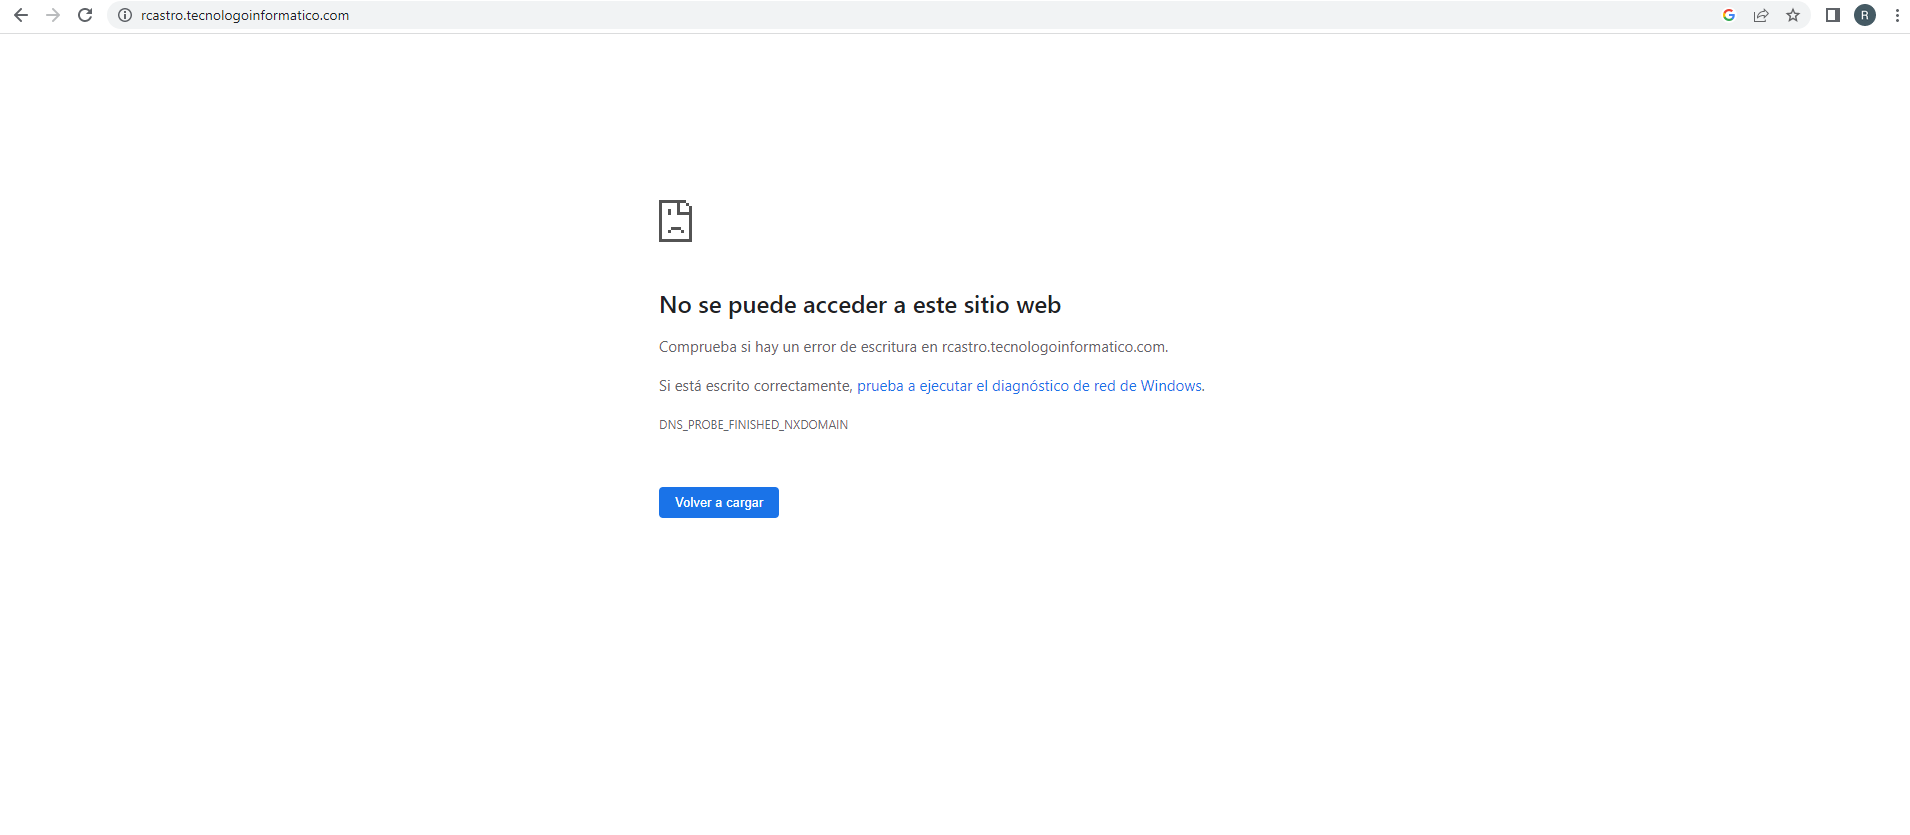 rcastro.tecnologoinformatico.com
R
No se puede acceder a este sitio web
Comprueba si hay un error de escritura en rcastro.tecnologoinformatico.com.
Si está escrito correctamente, prueba a ejecutar el diagnóstico de red de Windows.
DNS_PROBE_FINISHED_NXDOMAIN
Volver a cargar